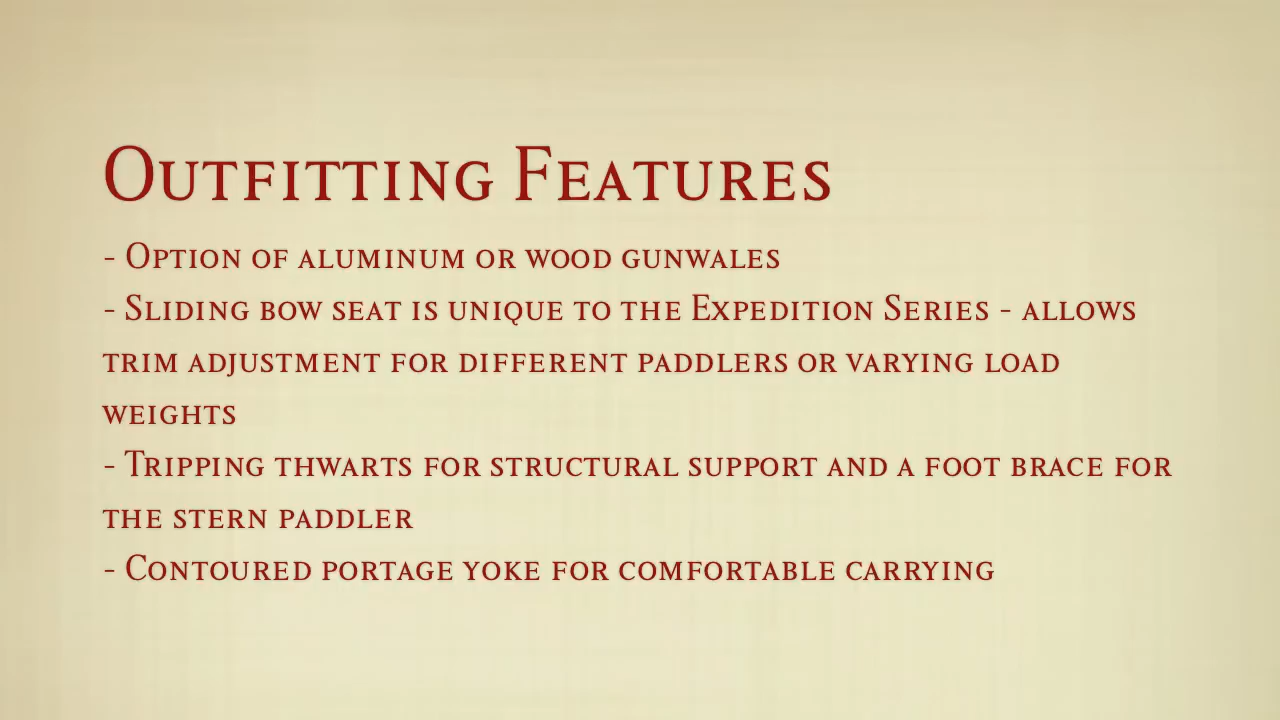 Outfitting Features
- Option of aluminum or wood gunwales
- Sliding bow seat is unique to the Expedition Series - allows
trim adjustment for different paddlers or varying load
weights
- Tripping thwarts for structural support and a foot brace for
the stern paddler
- Contoured portage yoke for comfortable carrying